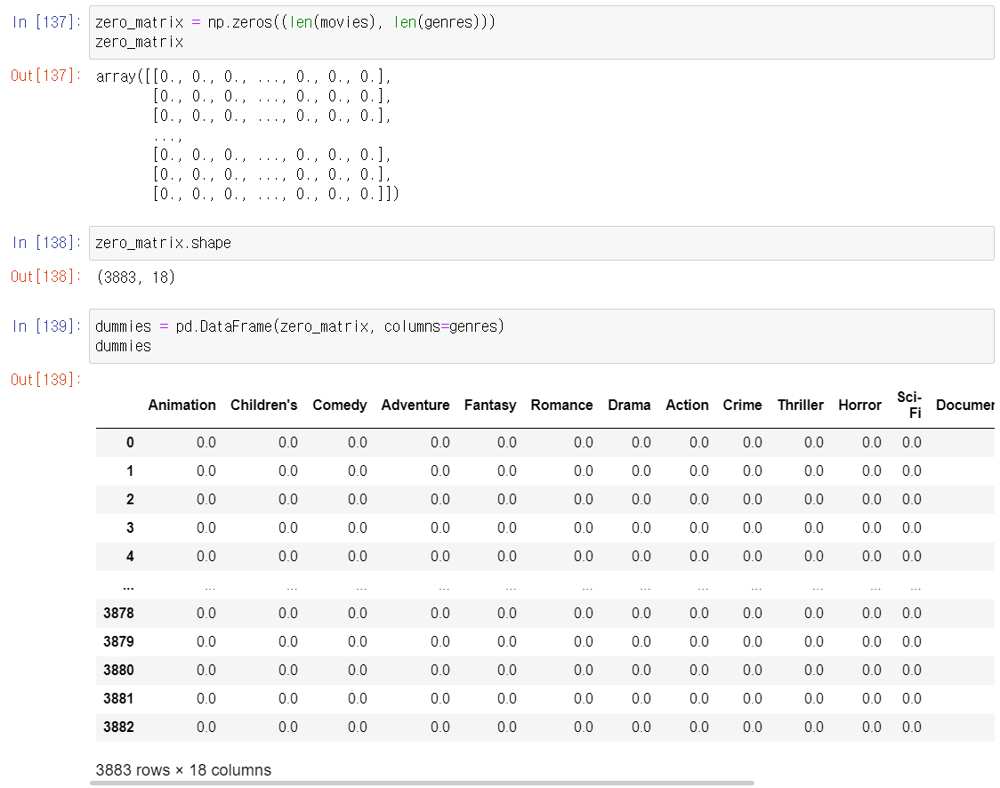 In [137]: zero_matrix = np.zeros((len(movies), len(genres)))
zero_matrix
Out[137]: array([[0., 0., 0., ..., 0., 0., 0.],
[0., 0., 0., ..., 0., 0., 0.],
[0., 0., 0., ..., 0., 0., 0.],
...,
[0., 0., 0., ..., 0., 0., 0.],
[0., 0., 0., ..., 0., 0., 0.],
[0., 0., 0., ..., 0., 0., 0.]])
In [138]: zero_matrix.shape
Out[138]: (3883, 18)
In [139]: dummies = pd.DataFrame(zero_matrix, columns=genres)
dummies
Out[139]:
Animation Children's Comedy Adventure Fantasy Romance Drama Action Crime Thriller Horror Sci-Fi Documen
0 0.0 0.0 0.0 0.0 0.0 0.0 0.0 0.0 0.0 0.0 0.0 0.0
1 0.0 0.0 0.0 0.0 0.0 0.0 0.0 0.0 0.0 0.0 0.0 0.0
2 0.0 0.0 0.0 0.0 0.0 0.0 0.0 0.0 0.0 0.0 0.0 0.0
3 0.0 0.0 0.0 0.0 0.0 0.0 0.0 0.0 0.0 0.0 0.0 0.0
4 0.0 0.0 0.0 0.0 0.0 0.0 0.0 0.0 0.0 0.0 0.0 0.0
... ... ... ... ... ... ... ... ... ... ... ... ...
3878 0.0 0.0 0.0 0.0 0.0 0.0 0.0 0.0 0.0 0.0 0.0 0.0
3879 0.0 0.0 0.0 0.0 0.0 0.0 0.0 0.0 0.0 0.0 0.0 0.0
3880 0.0 0.0 0.0 0.0 0.0 0.0 0.0 0.0 0.0 0.0 0.0 0.0
3881 0.0 0.0 0.0 0.0 0.0 0.0 0.0 0.0 0.0 0.0 0.0 0.0
3882 0.0 0.0 0.0 0.0 0.0 0.0 0.0 0.0 0.0 0.0 0.0 0.0
3883 rows × 18 columns